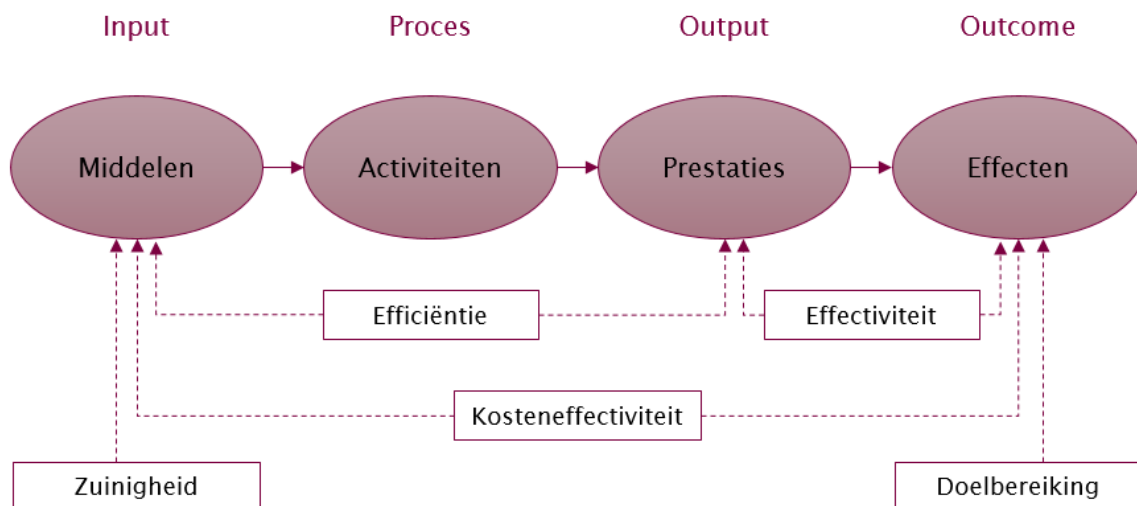 Input
Proces
Output
Outcome
Middelen
Activiteiten
Prestaties
Effecten
Efficiëntie
Effectiviteit
Kosteneffectiviteit
Zuinigheid
Doelbereiking